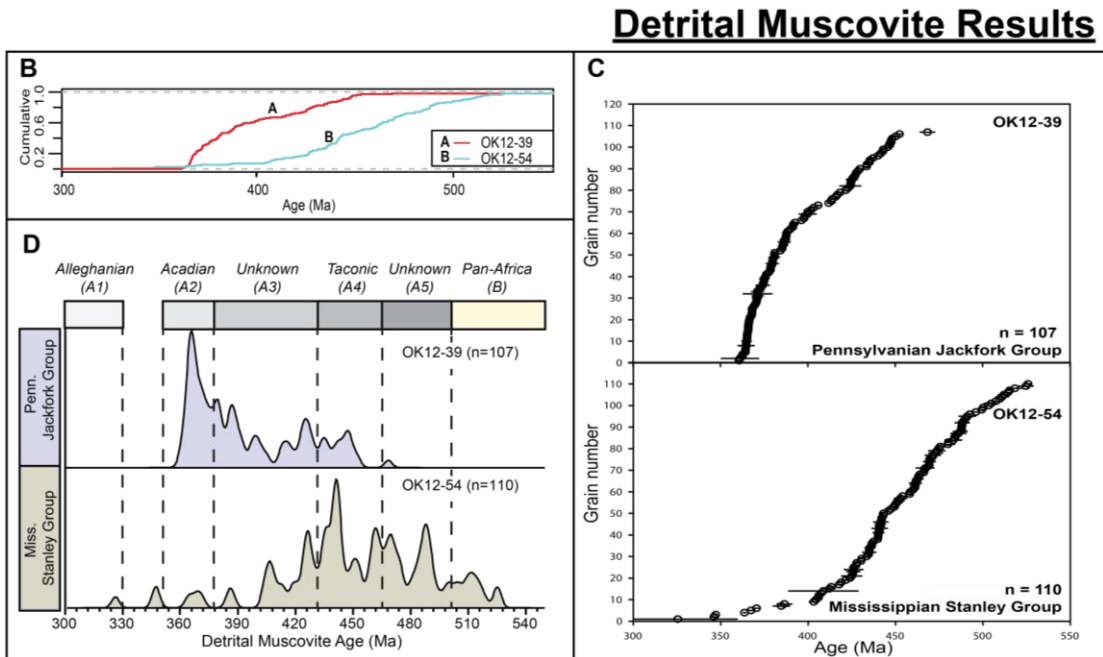 Detrital Muscovite Results
B
Cumulative
1.0
0.6
0.2
A
B
A OK12-39
B OK12-54
300 400 500
Age (Ma)
D
Alleghanian Acadian Unknown Taconic Unknown Pan-Africa
(A1) (A2) (A3) (A4) (A5) (B)
Penn.
Jackfork Group
OK12-39 (n=107)
Miss.
Stanley Group
OK12-54 (n=110)
300 330 360 390 420 450 480 510 540
Detrital Muscovite Age (Ma)
C
Grain number
120
110
100
90
80
70
60
50
40
30
20
10
0
OK12-39
n = 107
Pennsylvanian Jackfork Group
Grain number
110
100
90
80
70
60
50
40
30
20
10
0
OK12-54
n = 110
Mississippian Stanley Group
300 350 400 450 500 550
Age (Ma)